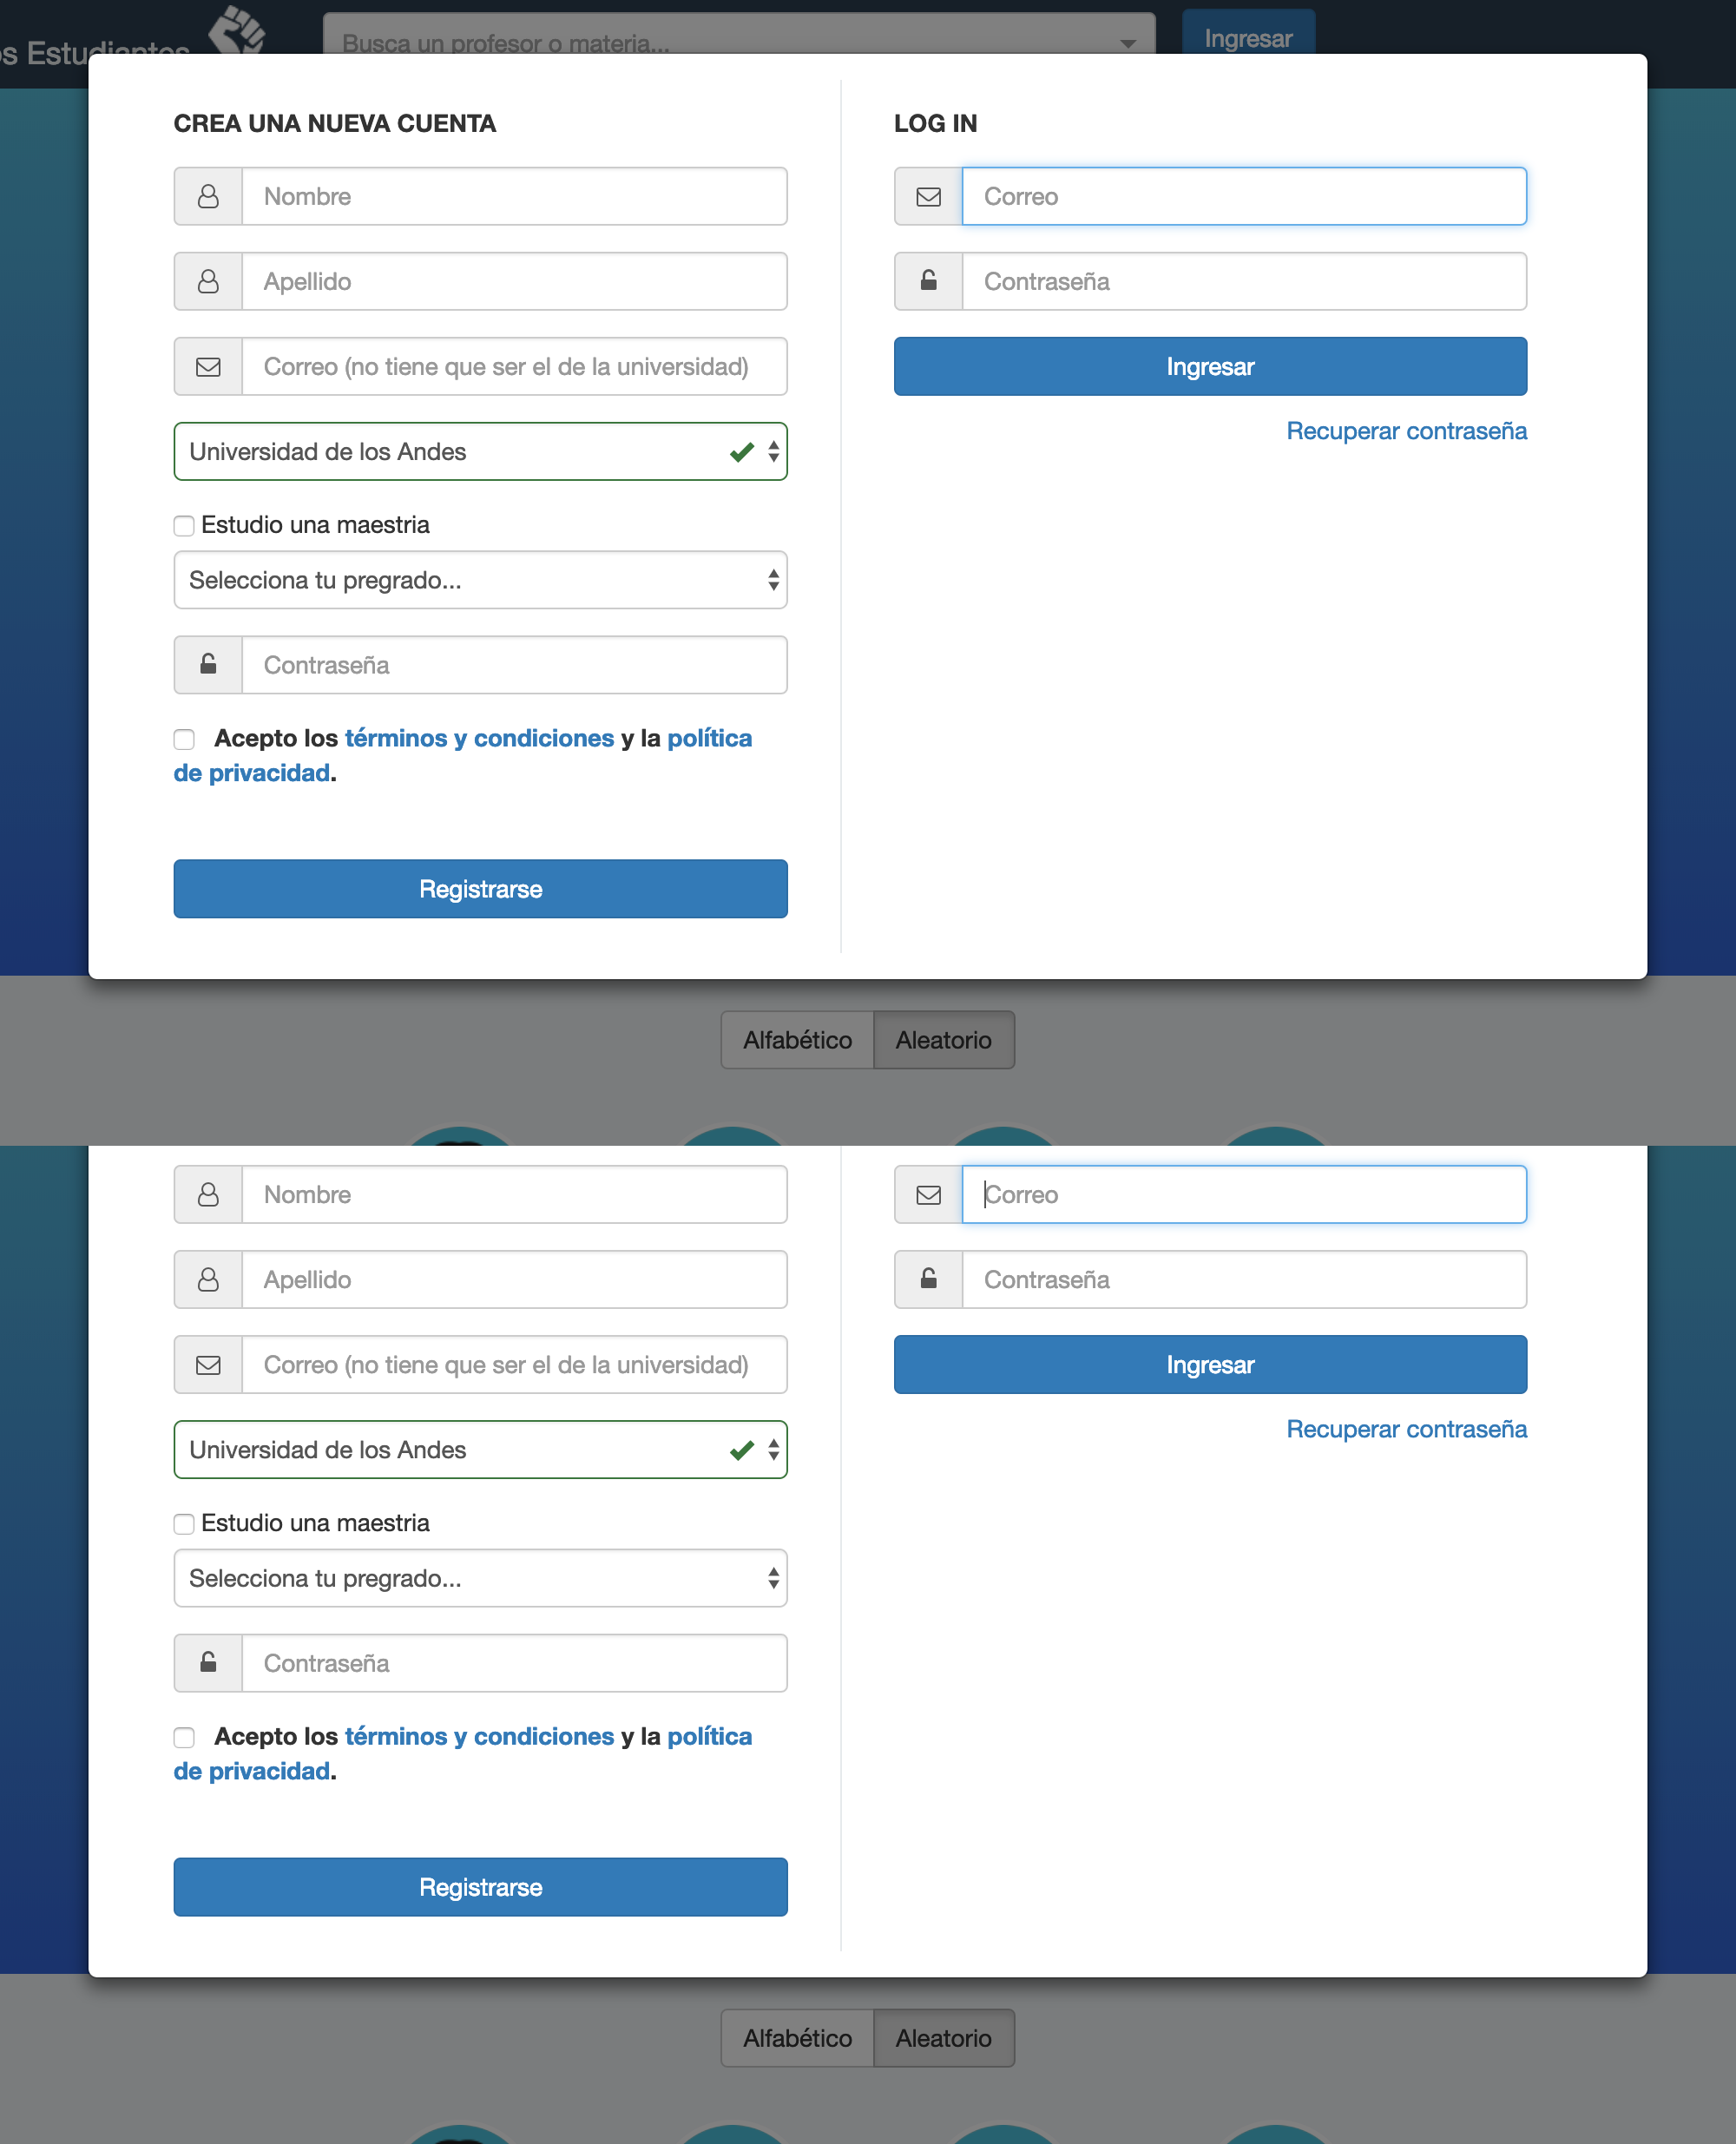 s Estudiantes
Busca un profesor o materia...
Ingresar
CREA UNA NUEVA CUENTA
LOG IN
Nombre
Correo
Apellido
Contraseña
Correo (no tiene que ser el de la universidad)
Ingresar
Recuperar contraseña
Universidad de los Andes
Estudio una maestria
Selecciona tu pregrado...
Contraseña
Acepto los términos y condiciones y la política
de privacidad.
Registrarse
Alfabético
Aleatorio
Nombre
Correo
Apellido
Contraseña
Correo (no tiene que ser el de la universidad)
Ingresar
Recuperar contraseña
Universidad de los Andes
Estudio una maestria
Selecciona tu pregrado...
Contraseña
Acepto los términos y condiciones y la política
de privacidad.
Registrarse
Alfabético
Aleatorio